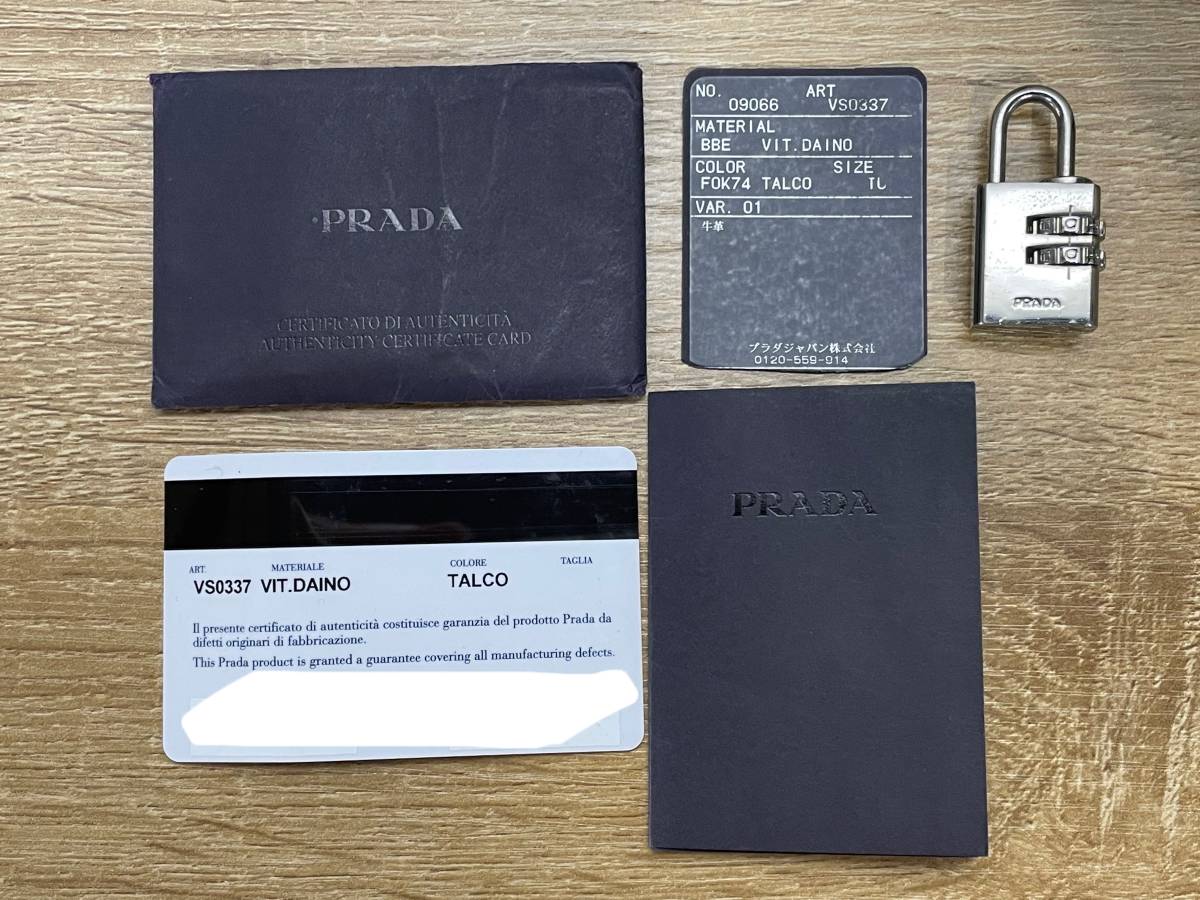 ·PRADA
CERTIFICATO DI AUTENTICITÀ
AUTHENTICITY CERTIFICATE CARD
NO. ART
09066 VS0337
MATERIAL
BBE VIT.DAINO
COLOR SIZE
F0K74 TALCO TU
VAR. 01
牛革
プラダジャパン株式会社
0120-559-914
PRADA
ART. MATERIALE COLORE TAGLIA
VS0337 VIT.DAINO TALCO
Il presente certificato di autenticità costituisce garanzia del prodotto Prada da
difetti originari di fabbricazione.
This Prada product is granted a guarantee covering all manufacturing defects.
PRADA